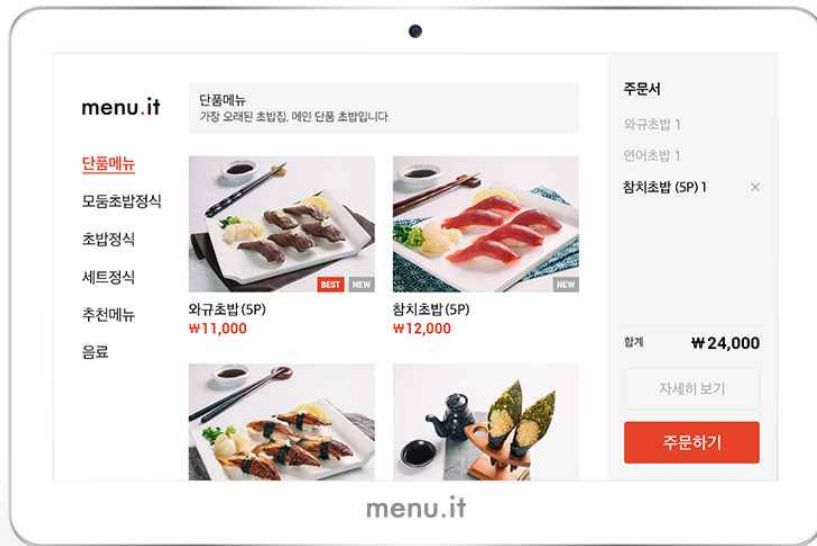 menu.it
단품메뉴
가장 오래된 초밥집, 메인 단품 초밥입니다.
단품메뉴
모둠초밥정식
초밥정식
세트정식
추천메뉴
음료
BEST NEW
와규초밥 (5P)
₩11,000
NEW
참치초밥 (5P)
₩12,000
주문서
와규초밥 1
연어초밥 1
참치초밥 (5P) 1 ×
합계 ₩24,000
자세히 보기
주문하기
menu.it